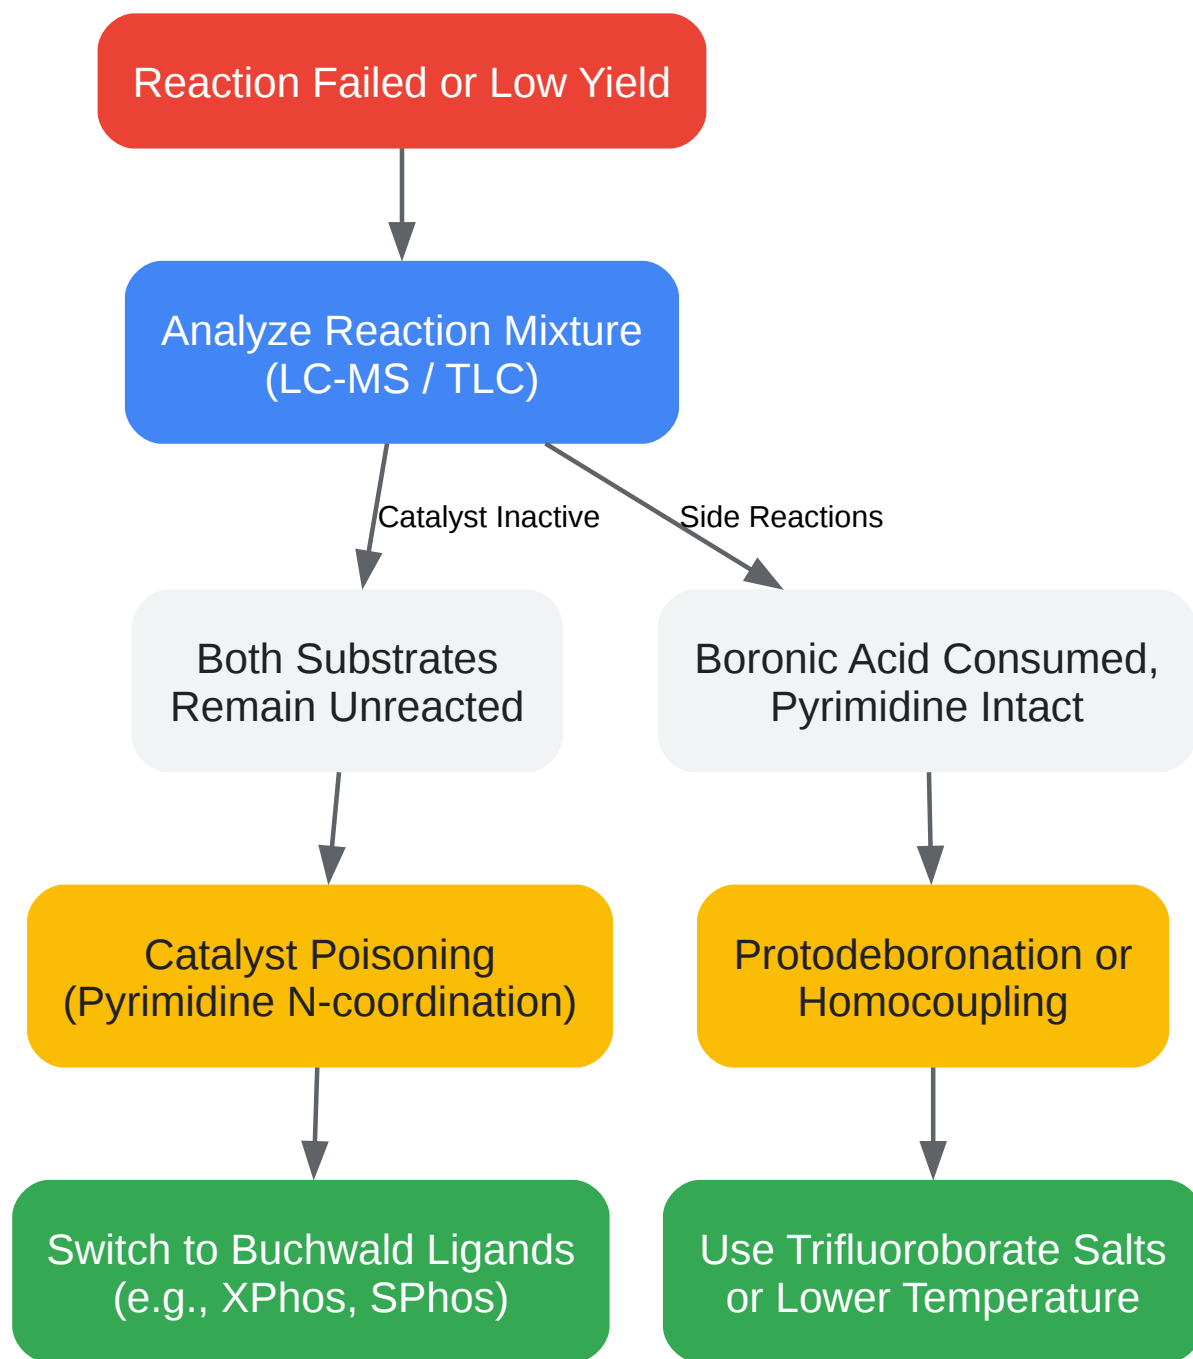 Reaction Failed or Low Yield
Analyze Reaction Mixture
(LC-MS / TLC)
Catalyst Inactive
Side Reactions
Both Substrates
Remain Unreacted
Boronic Acid Consumed,
Pyrimidine Intact
Catalyst Poisoning
(Pyrimidine N-coordination)
Protodeboronation or
Homocoupling
Switch to Buchwald Ligands
(e.g., XPhos, SPhos)
Use Trifluoroborate Salts
or Lower Temperature